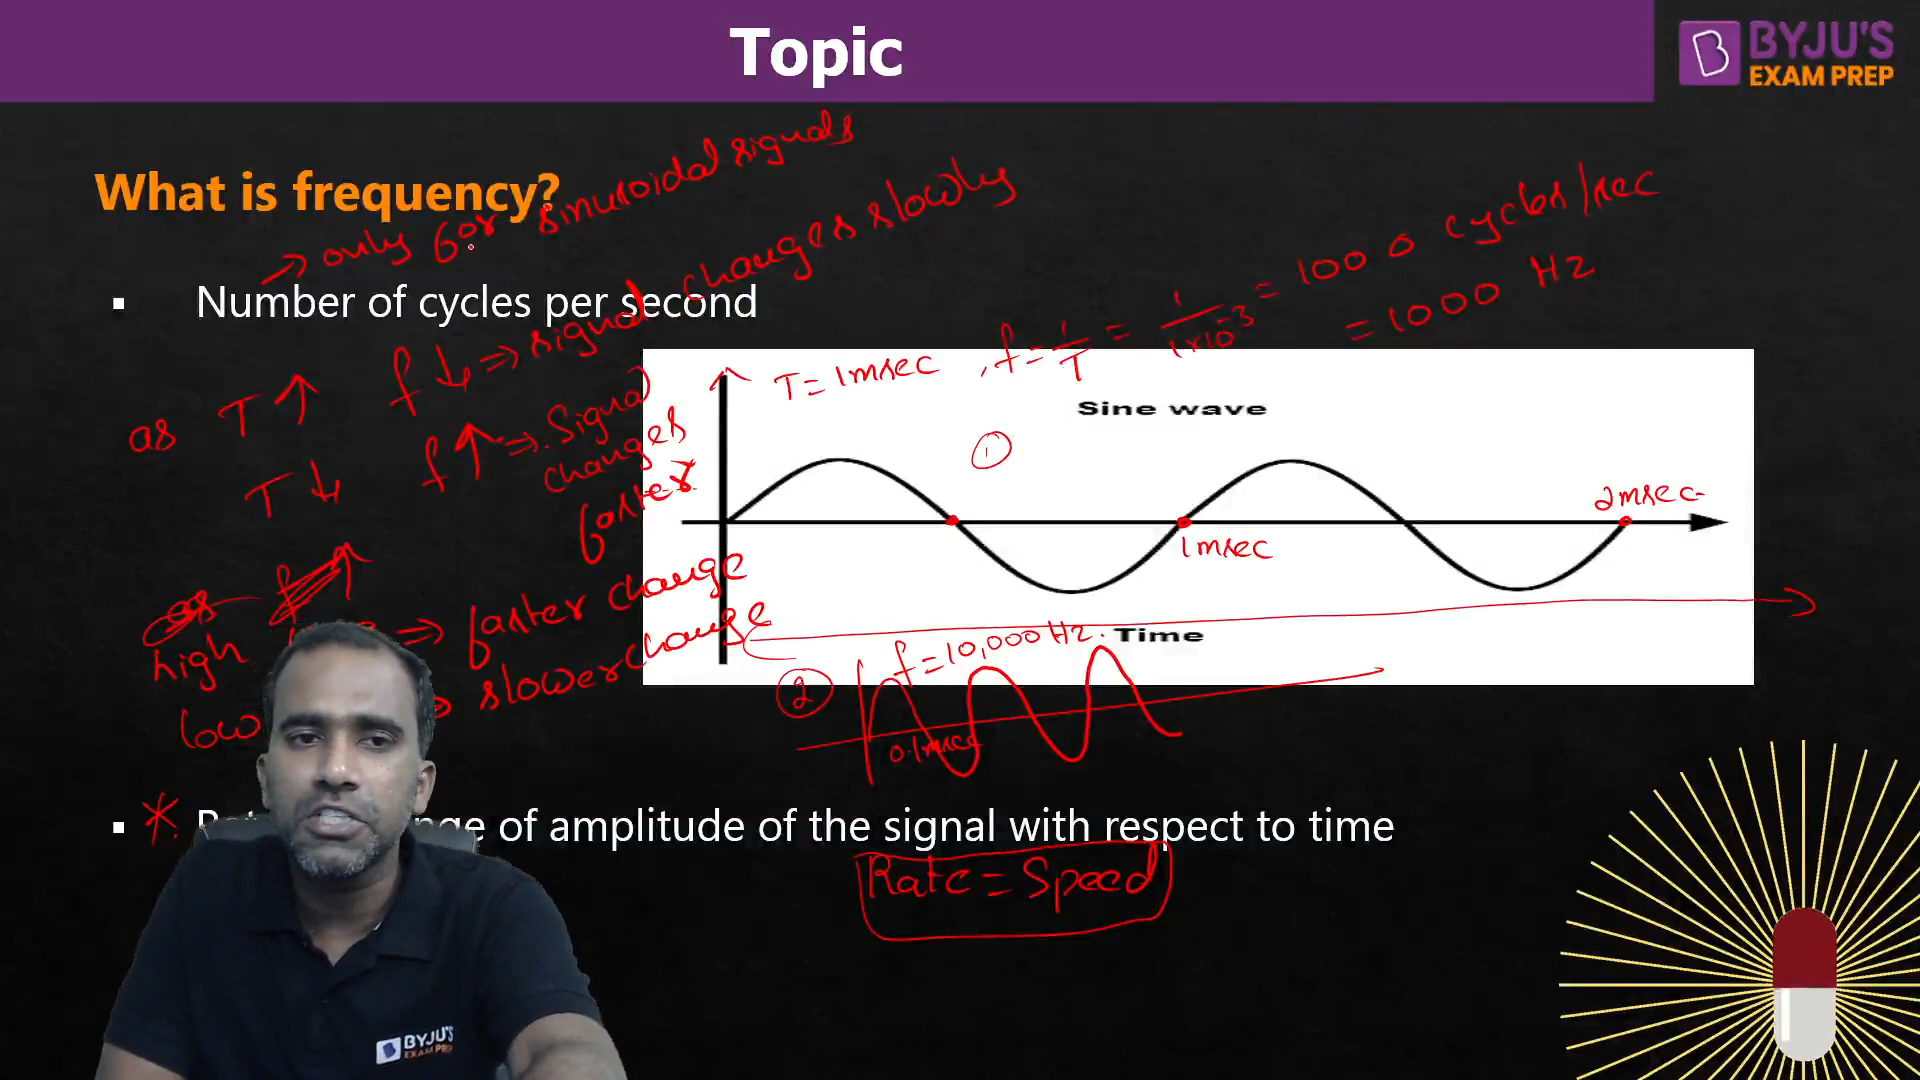 Topic
BYJU'S
EXAM PREP
What is frequency?
→ only for sinusoidal signals
Number of cycles per second
as T↑ f↓ ⇒ signal changes slowly
T↓ f↑ ⇒ signal changes faster
T = 1msec, f = 1/T = 1/1×10⁻³ = 1000 cycles/sec
= 1000 Hz
Sine wave
①
1msec
2msec
Time
high ⇒ faster change
low slower change
② f = 10,000 Hz.
0.1msec
* nge of amplitude of the signal with respect to time
Rate = Speed
BYJU'S
EXAM PREP